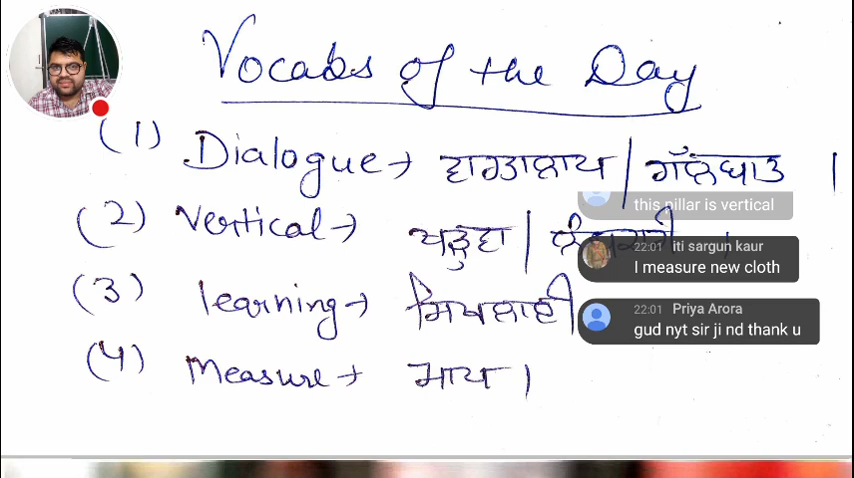 Vocabs of the Day
(1) Dialogue → ਵਾਰਤਾਲਾਪ | ਗੱਲਬਾਤ |
this pillar is vertical
(2) Vertical →
22:01 iti sargun kaur
I measure new cloth
(3) learning → ਸਿਖਲਾਈ
22:01 Priya Arora
gud nyt sir ji nd thank u
(4) Measure → ਮਾਪ |